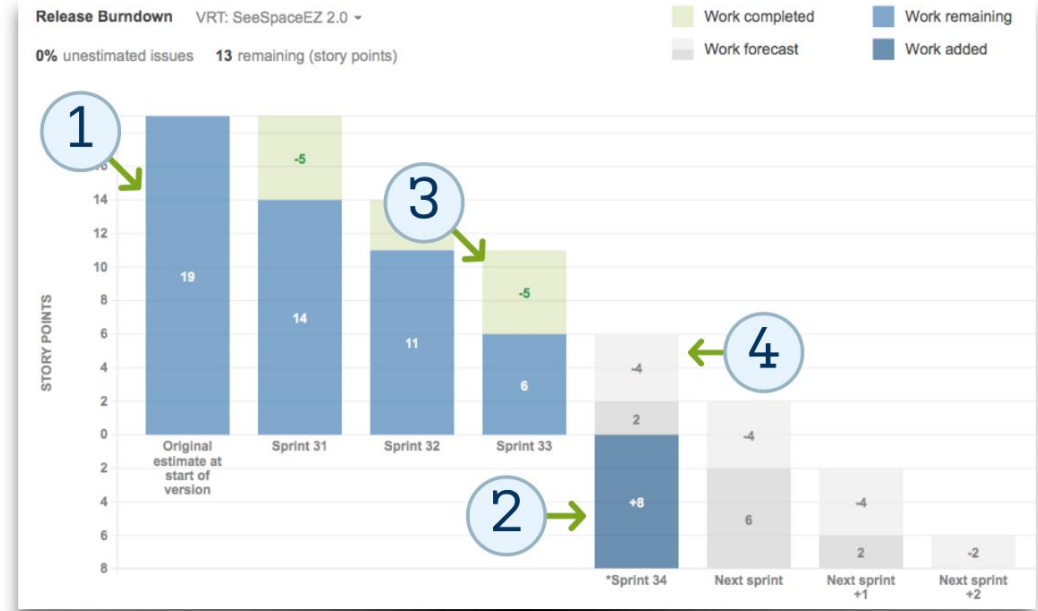 Release Burndown VRT: SeeSpaceEZ 2.0
0% unestimated issues 13 remaining (story points)
Work completed
Work remaining
Work forecast
Work added
STORY POINTS
14
12
10
8
6
4
2
0
2
4
6
8
1
2
3
4
19
-5
14
11
-5
6
-4
2
+8
-4
6
-4
2
-2
Original
estimate at
start of
version
Sprint 31
Sprint 32
Sprint 33
*Sprint 34
Next sprint
Next sprint
+1
Next sprint
+2